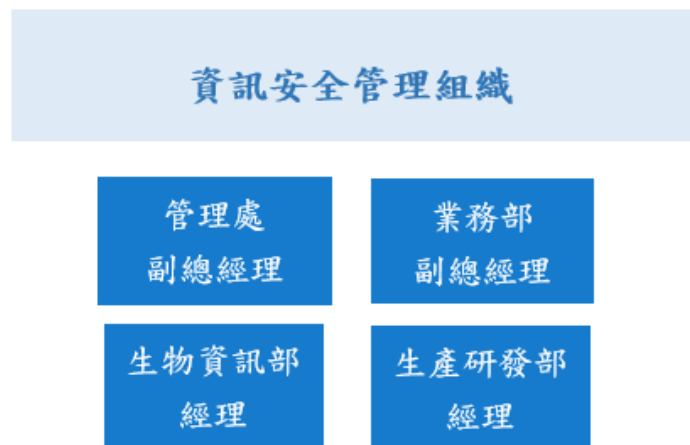 資訊安全管理組織
管理處
副總經理
業務部
副總經理
生物資訊部
經理
生產研發部
經理